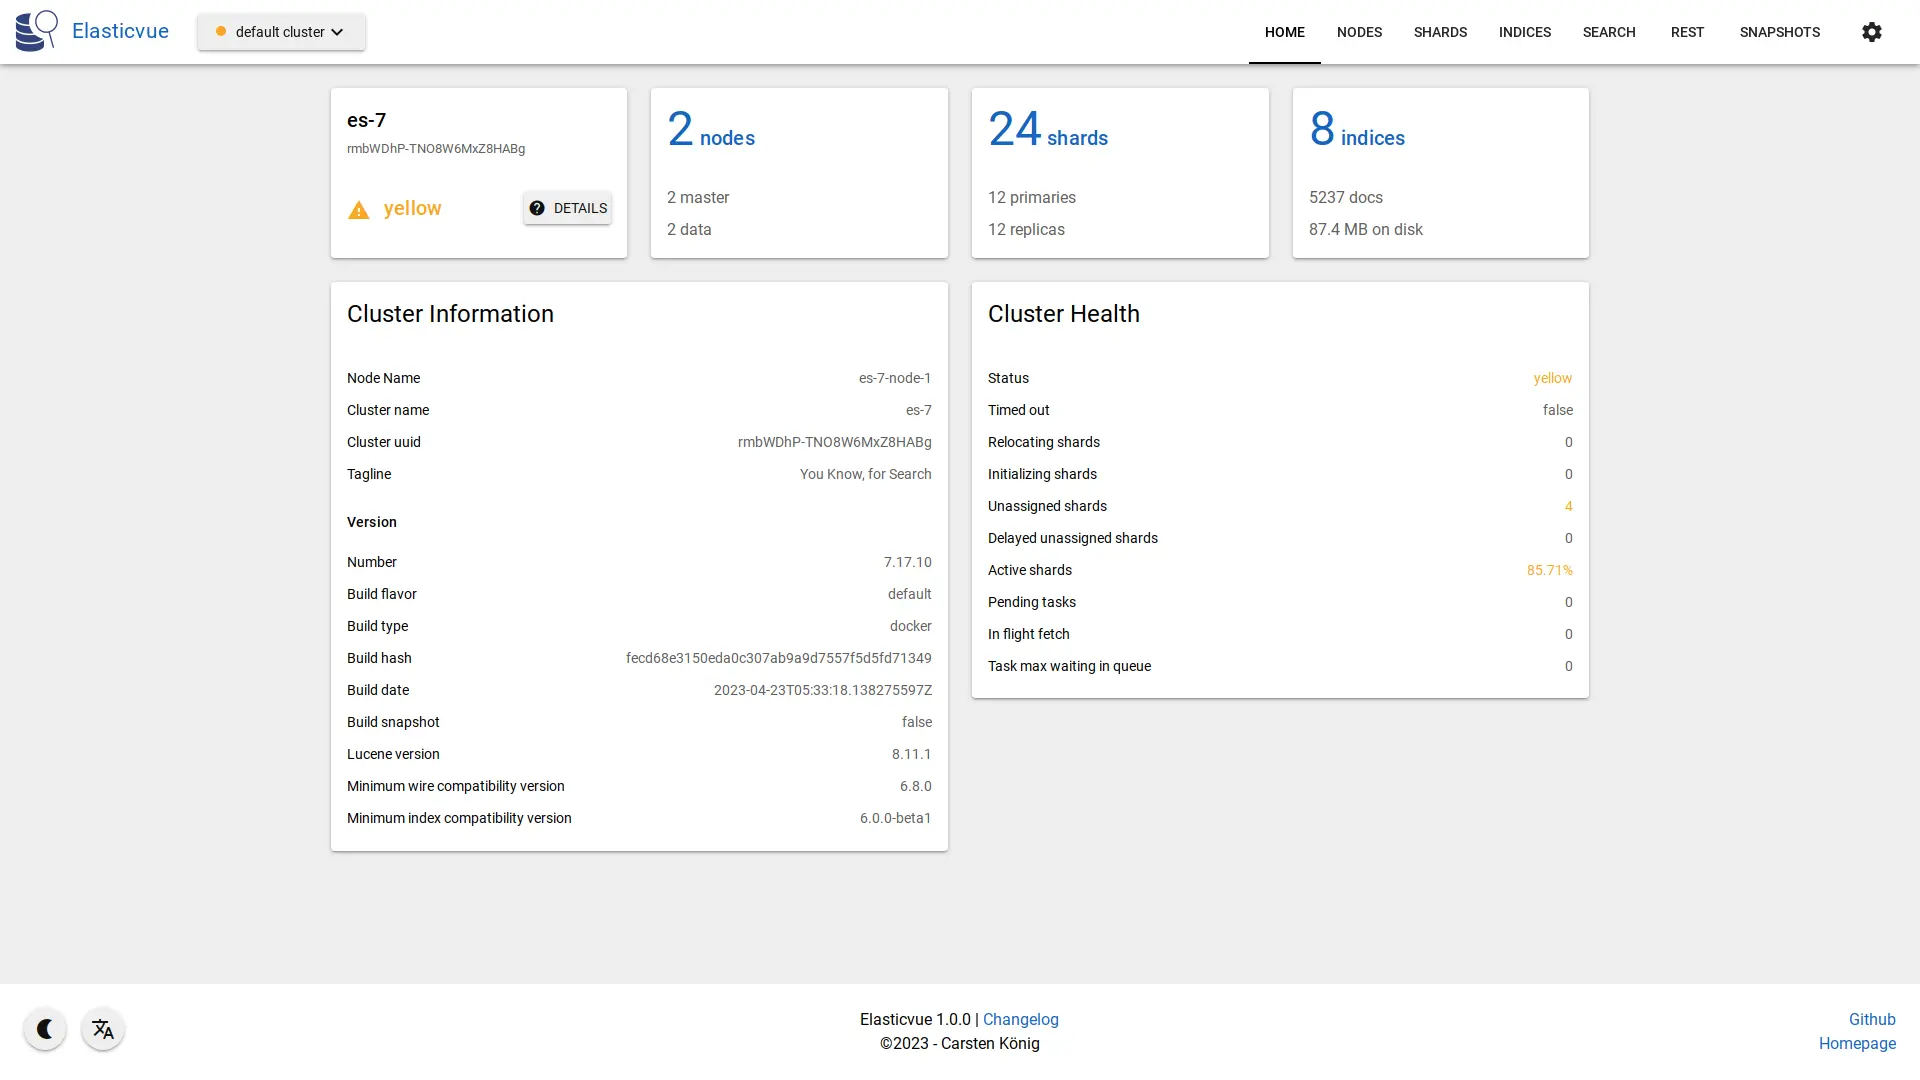 Elasticvue
default cluster
HOME
NODES
SHARDS
INDICES
SEARCH
REST
SNAPSHOTS
es-7
rmbWDhP-TNO8W6MxZ8HABg
yellow
DETAILS
2 nodes
2 master
2 data
24 shards
12 primaries
12 replicas
8 indices
5237 docs
87.4 MB on disk
Cluster Information
Node Name es-7-node-1
Cluster name es-7
Cluster uuid rmbWDhP-TNO8W6MxZ8HABg
Tagline You Know, for Search
Version
Number 7.17.10
Build flavor default
Build type docker
Build hash fecd68e3150eda0c307ab9a9d7557f5d5fd71349
Build date 2023-04-23T05:33:18.138275597Z
Build snapshot false
Lucene version 8.11.1
Minimum wire compatibility version 6.8.0
Minimum index compatibility version 6.0.0-beta1
Cluster Health
Status yellow
Timed out false
Relocating shards 0
Initializing shards 0
Unassigned shards 4
Delayed unassigned shards 0
Active shards 85.71%
Pending tasks 0
In flight fetch 0
Task max waiting in queue 0
Elasticvue 1.0.0 | Changelog
©2023 - Carsten König
Github
Homepage